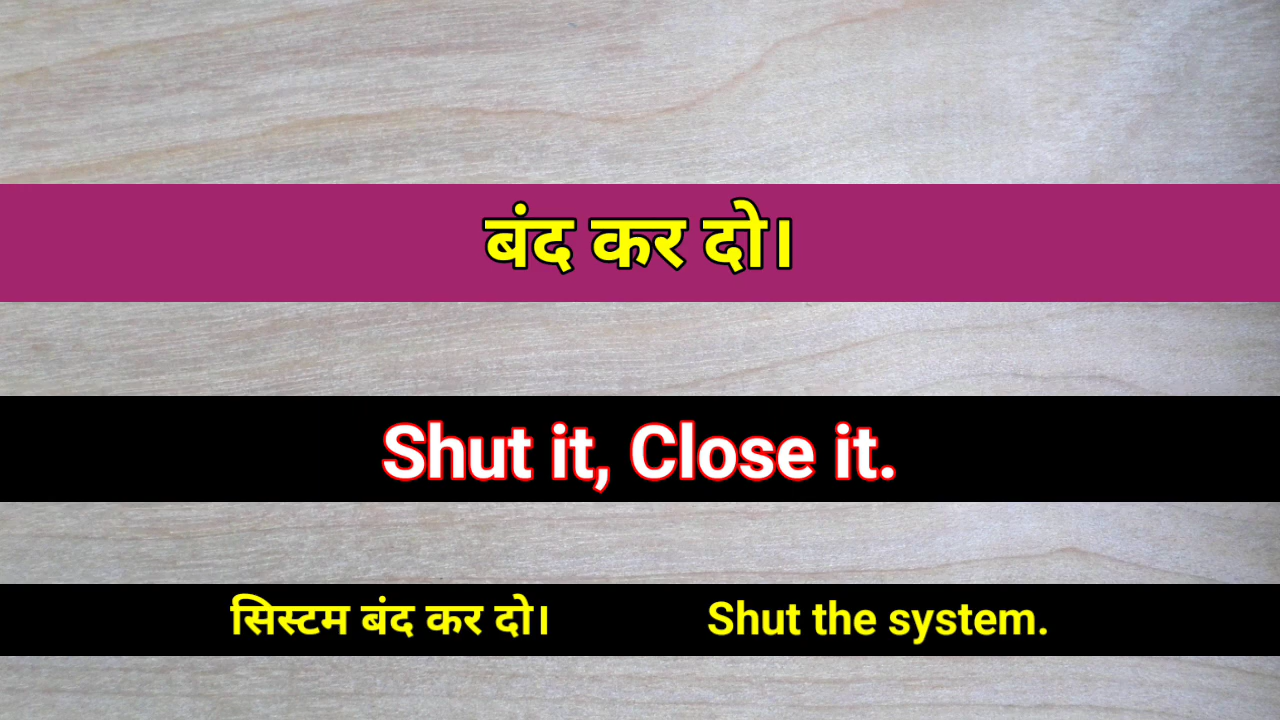 बंद कर दो।
Shut it, Close it.
सिस्टम बंद कर दो। Shut the system.